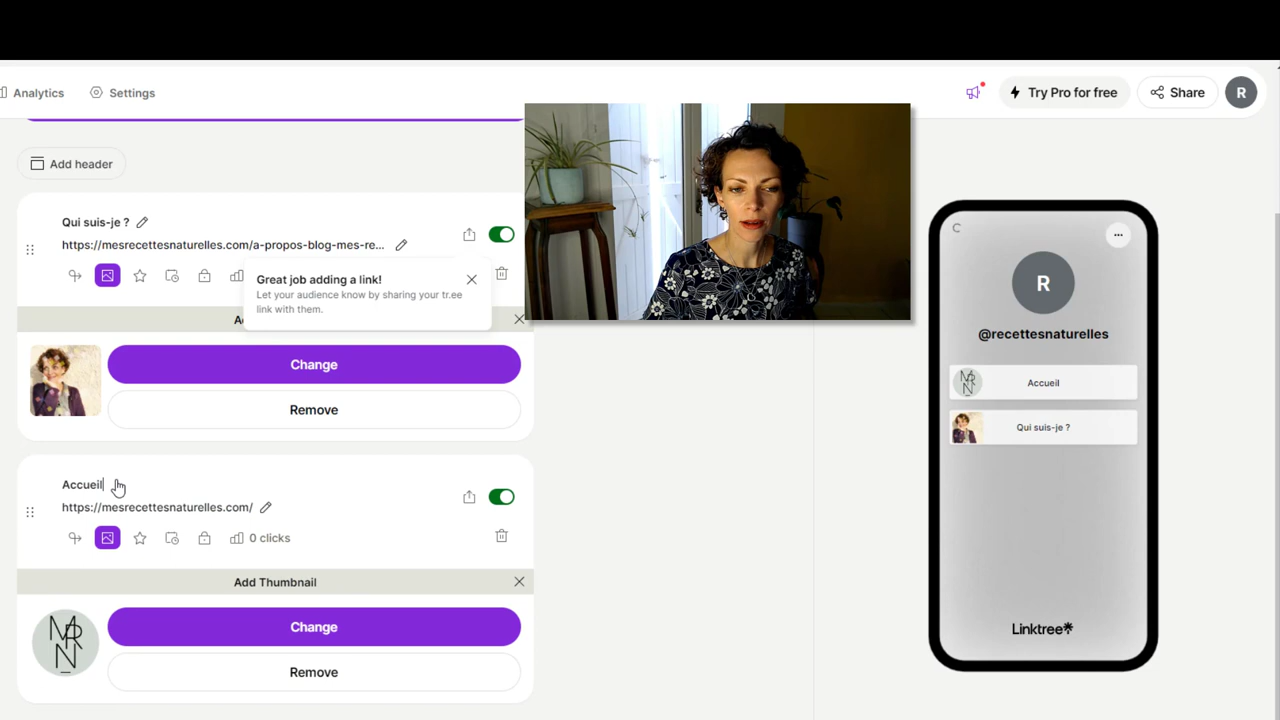 Analytics
Settings
Try Pro for free
Share
R
Add header
Qui suis-je ?
https://mesrecettesnaturelles.com/a-propos-blog-mes-re...
Great job adding a link!
Let your audience know by sharing your tr.ee
link with them.
Change
Remove
Accueil
https://mesrecettesnaturelles.com/
0 clicks
Add Thumbnail
MRN
Change
Remove
R
@recettesnaturelles
MRN
Accueil
Qui suis-je ?
Linktree